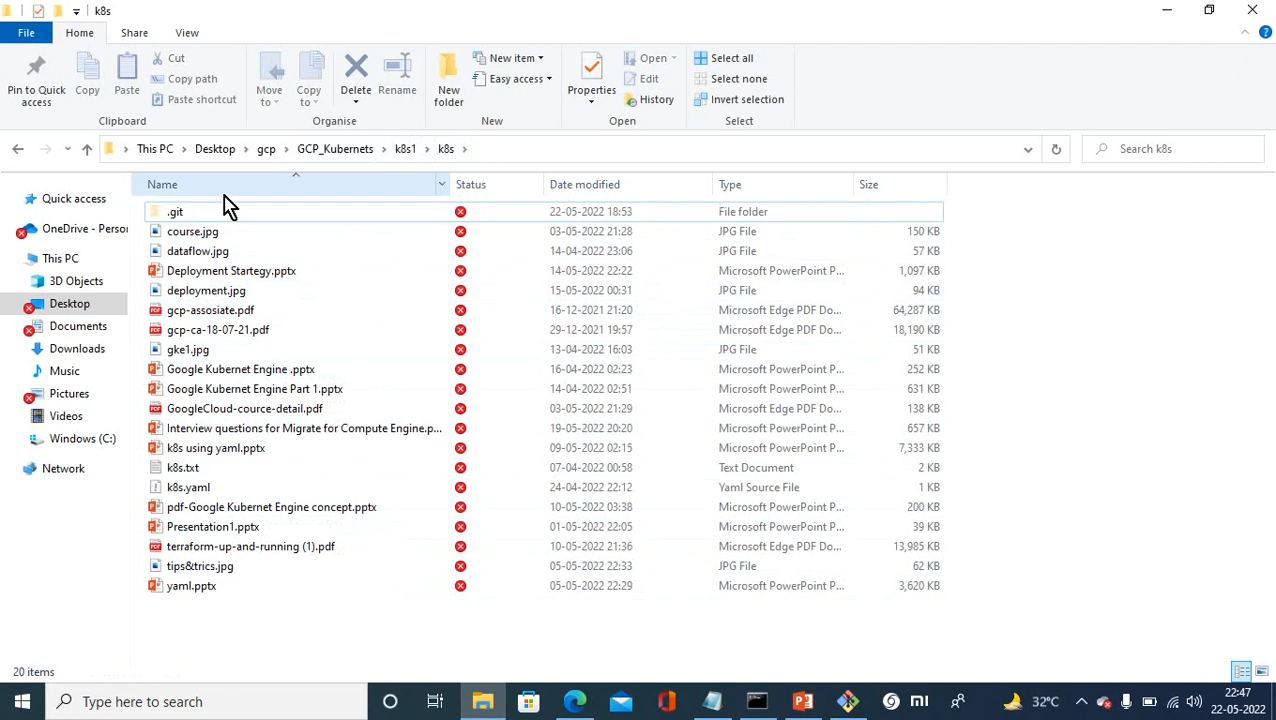 k8s
File Home Share View
Pin to Quick access
Copy
Paste
Cut
Copy path
Paste shortcut
Clipboard
Move to
Copy to
Delete
Rename
Organise
New folder
New item
Easy access
New
Properties
Open
Edit
History
Open
Select all
Select none
Invert selection
Select
This PC Desktop gcp GCP_Kubernets k8s1 k8s
Search k8s
Quick access
OneDrive - Perso
This PC
3D Objects
Desktop
Documents
Downloads
Music
Pictures
Videos
Windows (C:)
Network
Name Status Date modified Type Size
.git 22-05-2022 18:53 File folder
course.jpg 03-05-2022 21:28 JPG File 150 KB
dataflow.jpg 14-04-2022 23:06 JPG File 57 KB
Deployment Startegy.pptx 14-05-2022 22:22 Microsoft PowerPoint P... 1,097 KB
deployment.jpg 15-05-2022 00:31 JPG File 94 KB
gcp-assosiate.pdf 16-12-2021 21:20 Microsoft Edge PDF Do... 64,287 KB
gcp-ca-18-07-21.pdf 29-12-2021 19:57 Microsoft Edge PDF Do... 18,190 KB
gke1.jpg 13-04-2022 16:03 JPG File 51 KB
Google Kubernet Engine .pptx 16-04-2022 02:23 Microsoft PowerPoint P... 252 KB
Google Kubernet Engine Part 1.pptx 14-04-2022 02:51 Microsoft PowerPoint P... 631 KB
GoogleCloud-cource-detail.pdf 03-05-2022 21:29 Microsoft Edge PDF Do... 138 KB
Interview questions for Migrate for Compute Engine.p... 19-05-2022 20:20 Microsoft PowerPoint P... 657 KB
k8s using yaml.pptx 09-05-2022 02:15 Microsoft PowerPoint P... 7,333 KB
k8s.txt 07-04-2022 00:58 Text Document 2 KB
k8s.yaml 24-04-2022 22:12 Yaml Source File 1 KB
pdf-Google Kubernet Engine concept.pptx 10-05-2022 03:38 Microsoft PowerPoint P... 200 KB
Presentation1.pptx 01-05-2022 22:05 Microsoft PowerPoint P... 39 KB
terraform-up-and-running (1).pdf 10-05-2022 21:36 Microsoft Edge PDF Do... 13,985 KB
tips&trics.jpg 05-05-2022 22:33 JPG File 62 KB
yaml.pptx 05-05-2022 22:29 Microsoft PowerPoint P... 3,620 KB
20 items
Type here to search
32°C
22:47
22-05-2022